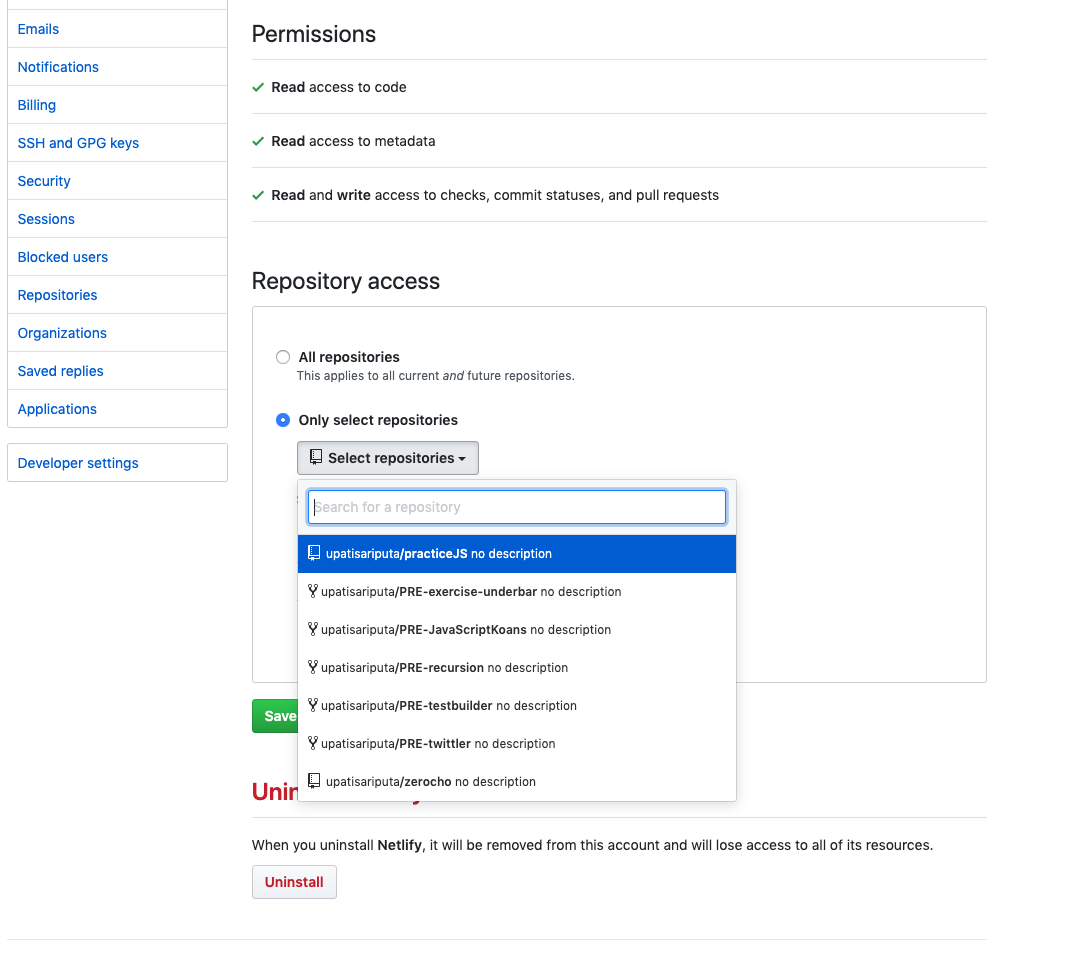 Emails
Notifications
Billing
SSH and GPG keys
Security
Sessions
Blocked users
Repositories
Organizations
Saved replies
Applications
Developer settings
Permissions
Read access to code
Read access to metadata
Read and write access to checks, commit statuses, and pull requests
Repository access
All repositories
This applies to all current and future repositories.
Only select repositories
Select repositories
Search for a repository
upatisariputa/practiceJS no description
upatisariputa/PRE-exercise-underbar no description
upatisariputa/PRE-JavaScriptKoans no description
upatisariputa/PRE-recursion no description
upatisariputa/PRE-testbuilder no description
upatisariputa/PRE-twittler no description
upatisariputa/zerocho no description
Save
When you uninstall Netlify, it will be removed from this account and will lose access to all of its resources.
Uninstall